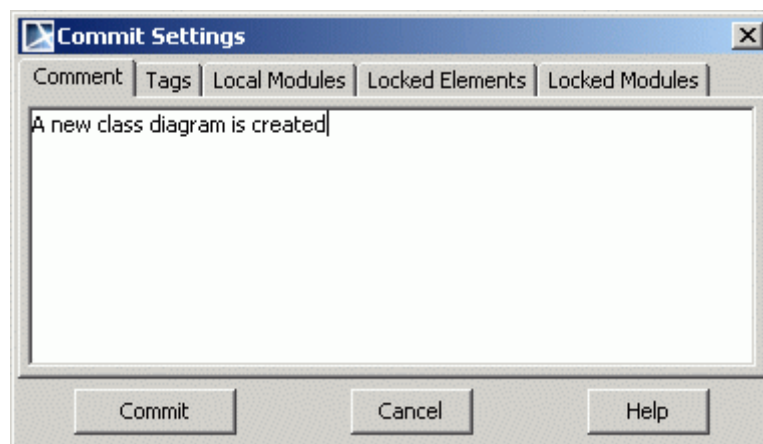 Commit Settings
Comment Tags Local Modules Locked Elements Locked Modules
A new class diagram is created
Commit Cancel Help